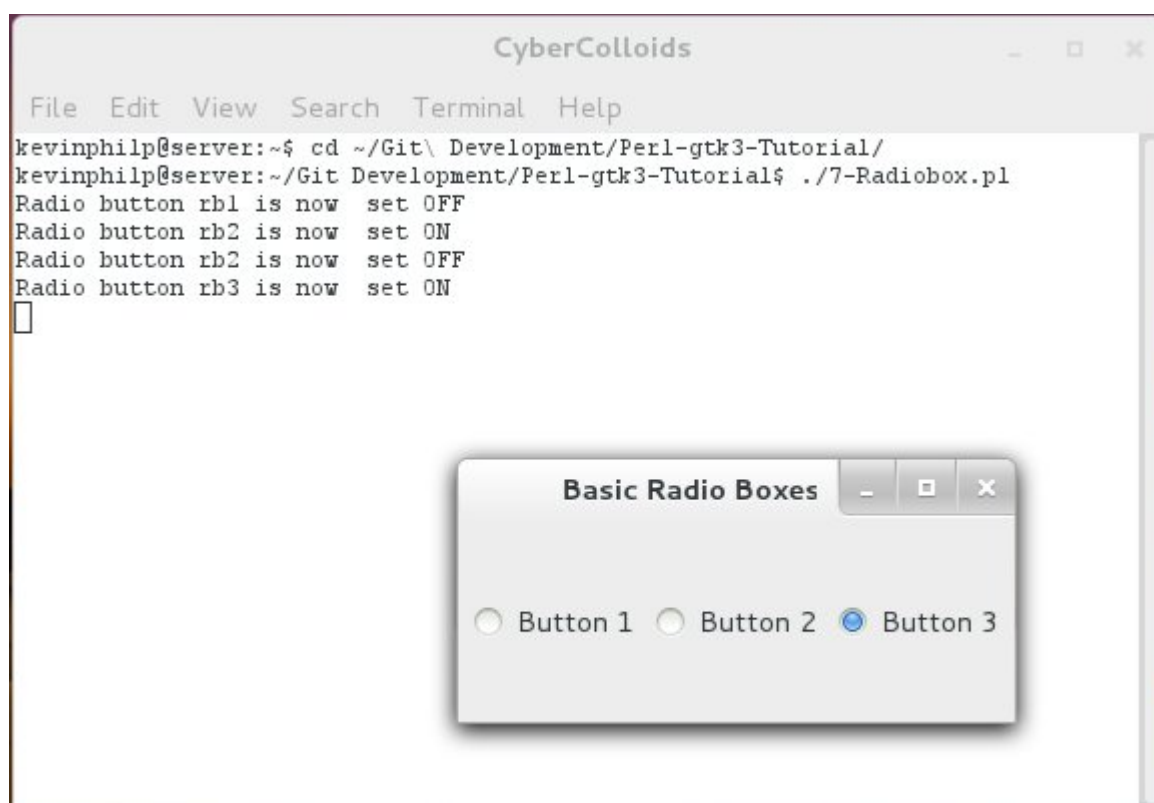 CyberColloids
File Edit View Search Terminal Help
kevinphilp@server:~$ cd ~/Git\ Development/Perl-gtk3-Tutorial/
kevinphilp@server:~/Git Development/Perl-gtk3-Tutorial$ ./7-Radiobox.pl
Radio button rb1 is now  set OFF
Radio button rb2 is now  set ON
Radio button rb2 is now  set OFF
Radio button rb3 is now  set ON
Basic Radio Boxes
Button 1 Button 2 Button 3